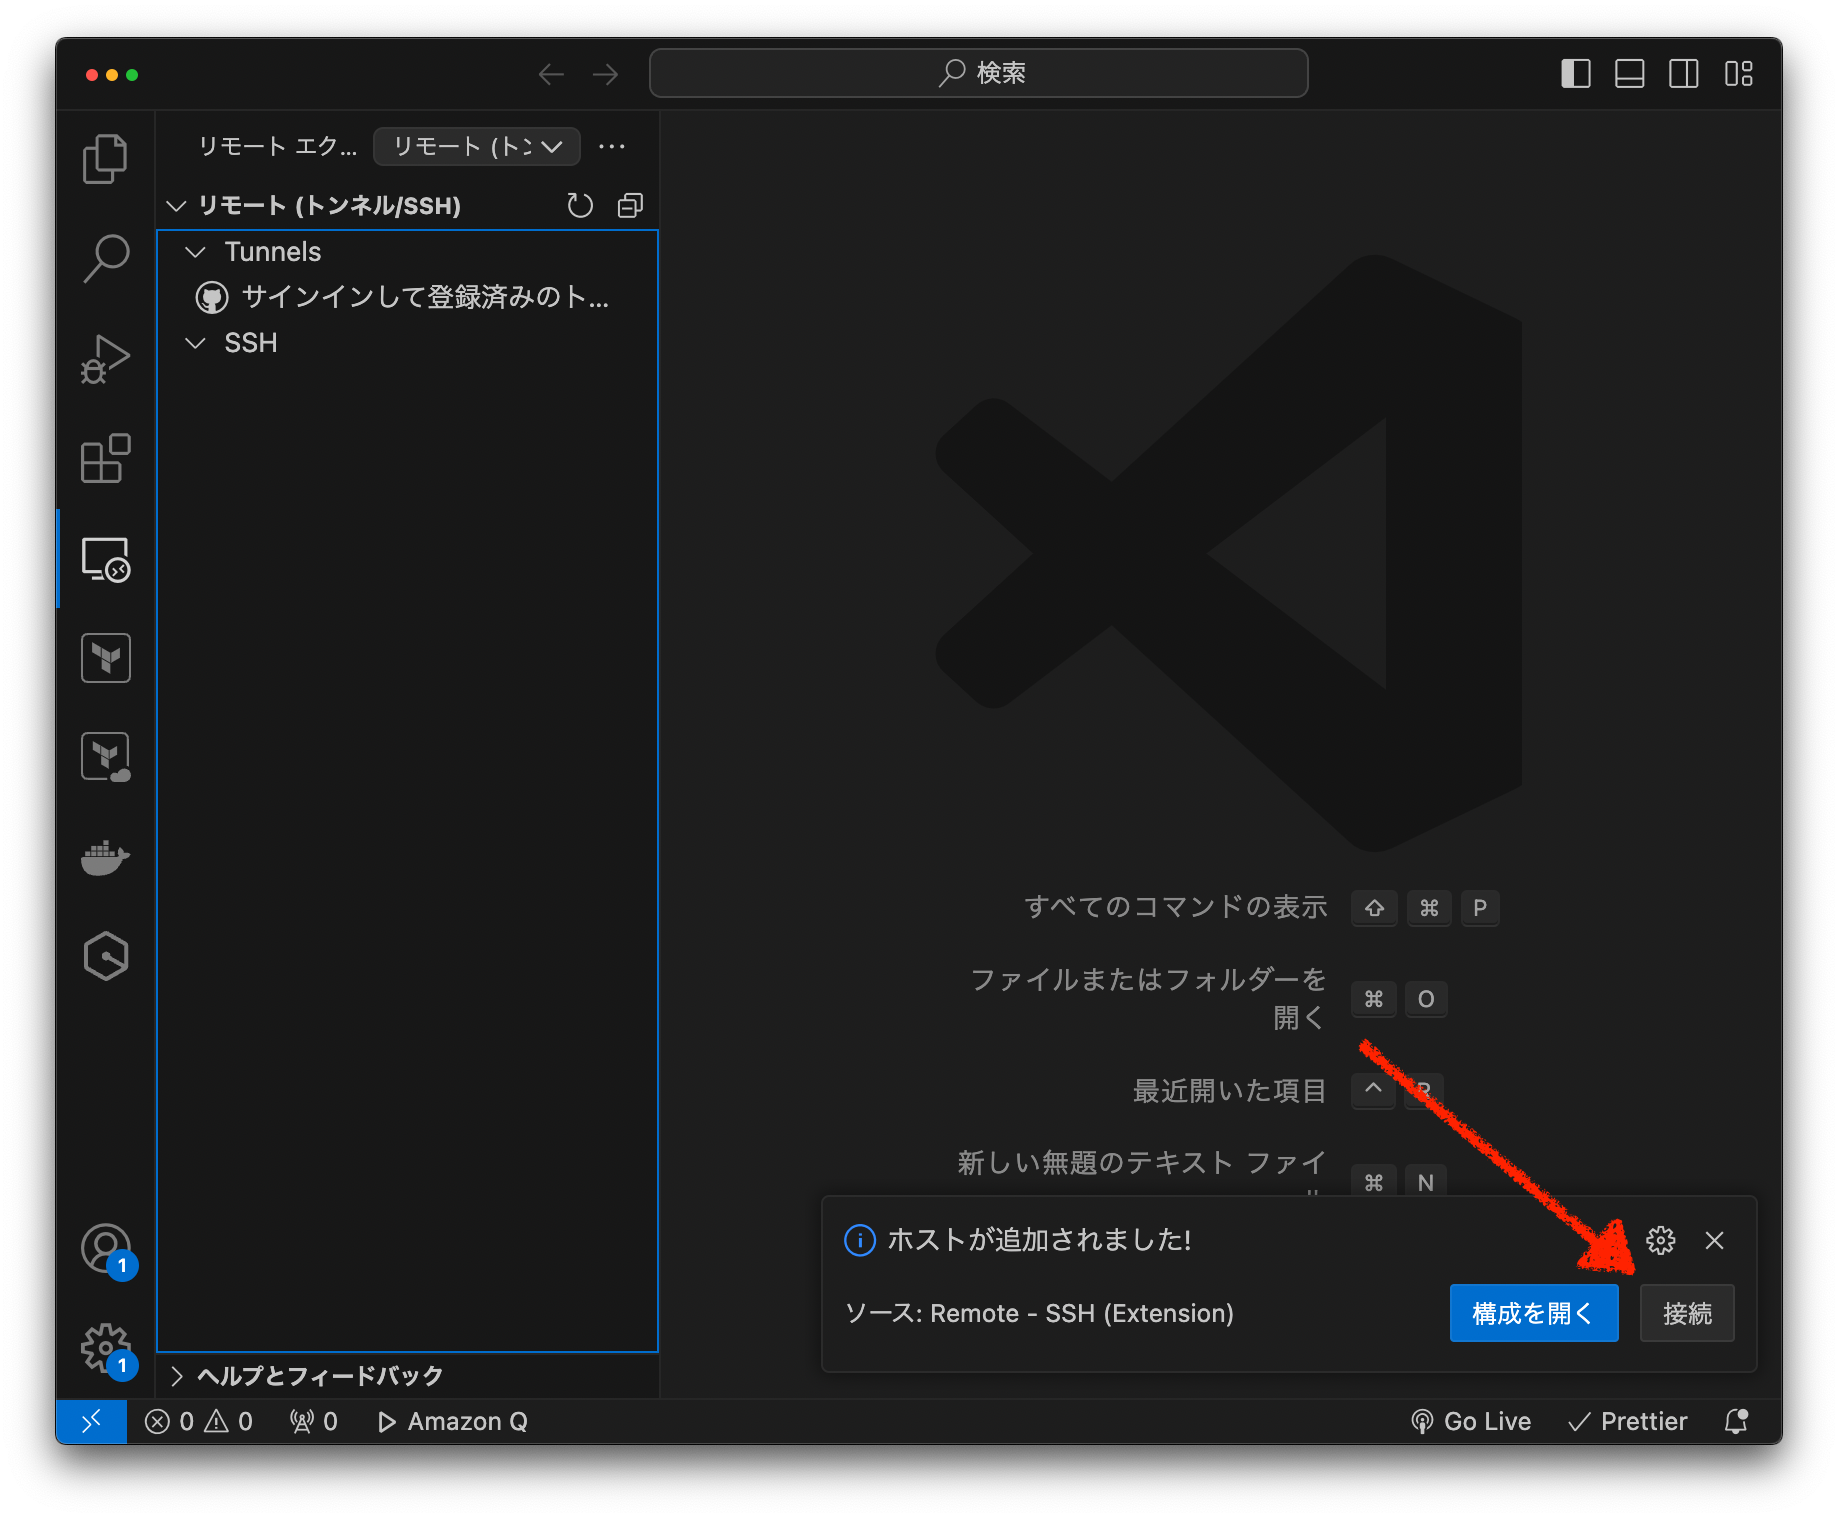 検索
リモート エク...
リモート (トン
リモート (トンネル/SSH)
Tunnels
サインインして登録済みのト...
SSH
すべてのコマンドの表示 ⇧ ⌘ P
ファイルまたはフォルダーを
開く ⌘ O
最近開いた項目 ^ R
新しい無題のテキスト ファイ
⌘ N
ホストが追加されました!
ソース: Remote - SSH (Extension)
構成を開く
接続
1
1
ヘルプとフィードバック
0 0 0 Amazon Q
Go Live Prettier